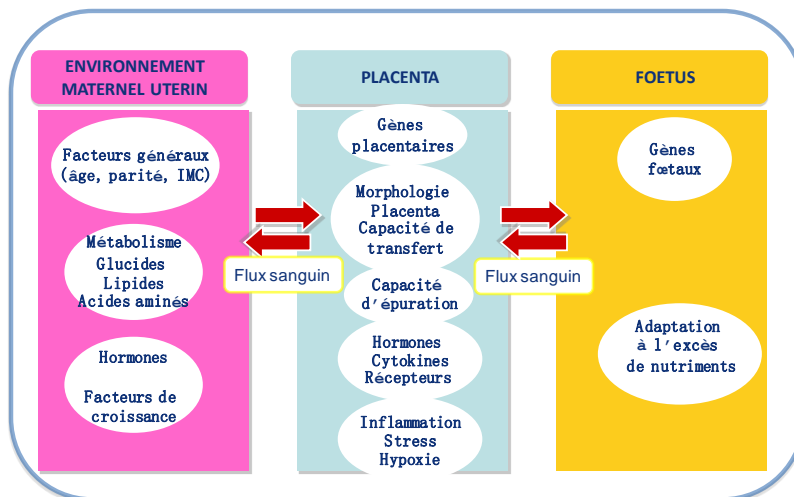 ENVIRONNEMENT
MATERNEL UTERIN
Facteurs généraux
(âge, parité, IMC)
Métabolisme
Glucides
Lipides
Acides aminés
Hormones
Facteurs de
croissance
Flux sanguin
PLACENTA
Gènes
placentaires
Morphologie
Placenta
Capacité de
transfert
Capacité
d'épuration
Hormones
Cytokines
Récepteurs
Inflammation
Stress
Hypoxie
Flux sanguin
FOETUS
Gènes
fœtaux
Adaptation
à l'excès
de nutriments